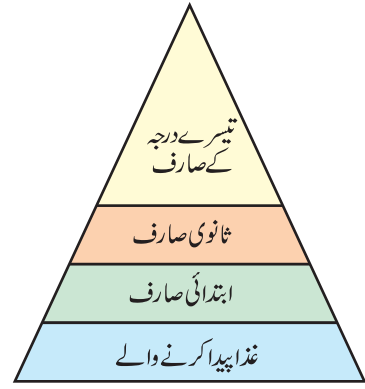 تیسرے درجہ
کے صارف
ثانوی صارف
ابتدائی صارف
غذا پیدا کرنے والے